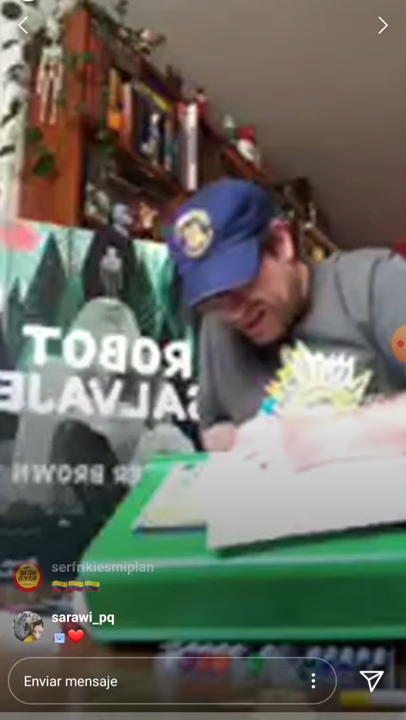 ROBOT
SALVAJE
ER BROWN
serfrikiesmiplan
🇨🇴🇨🇴🇨🇴
sarawi_pq
🤖❤️
Enviar mensaje